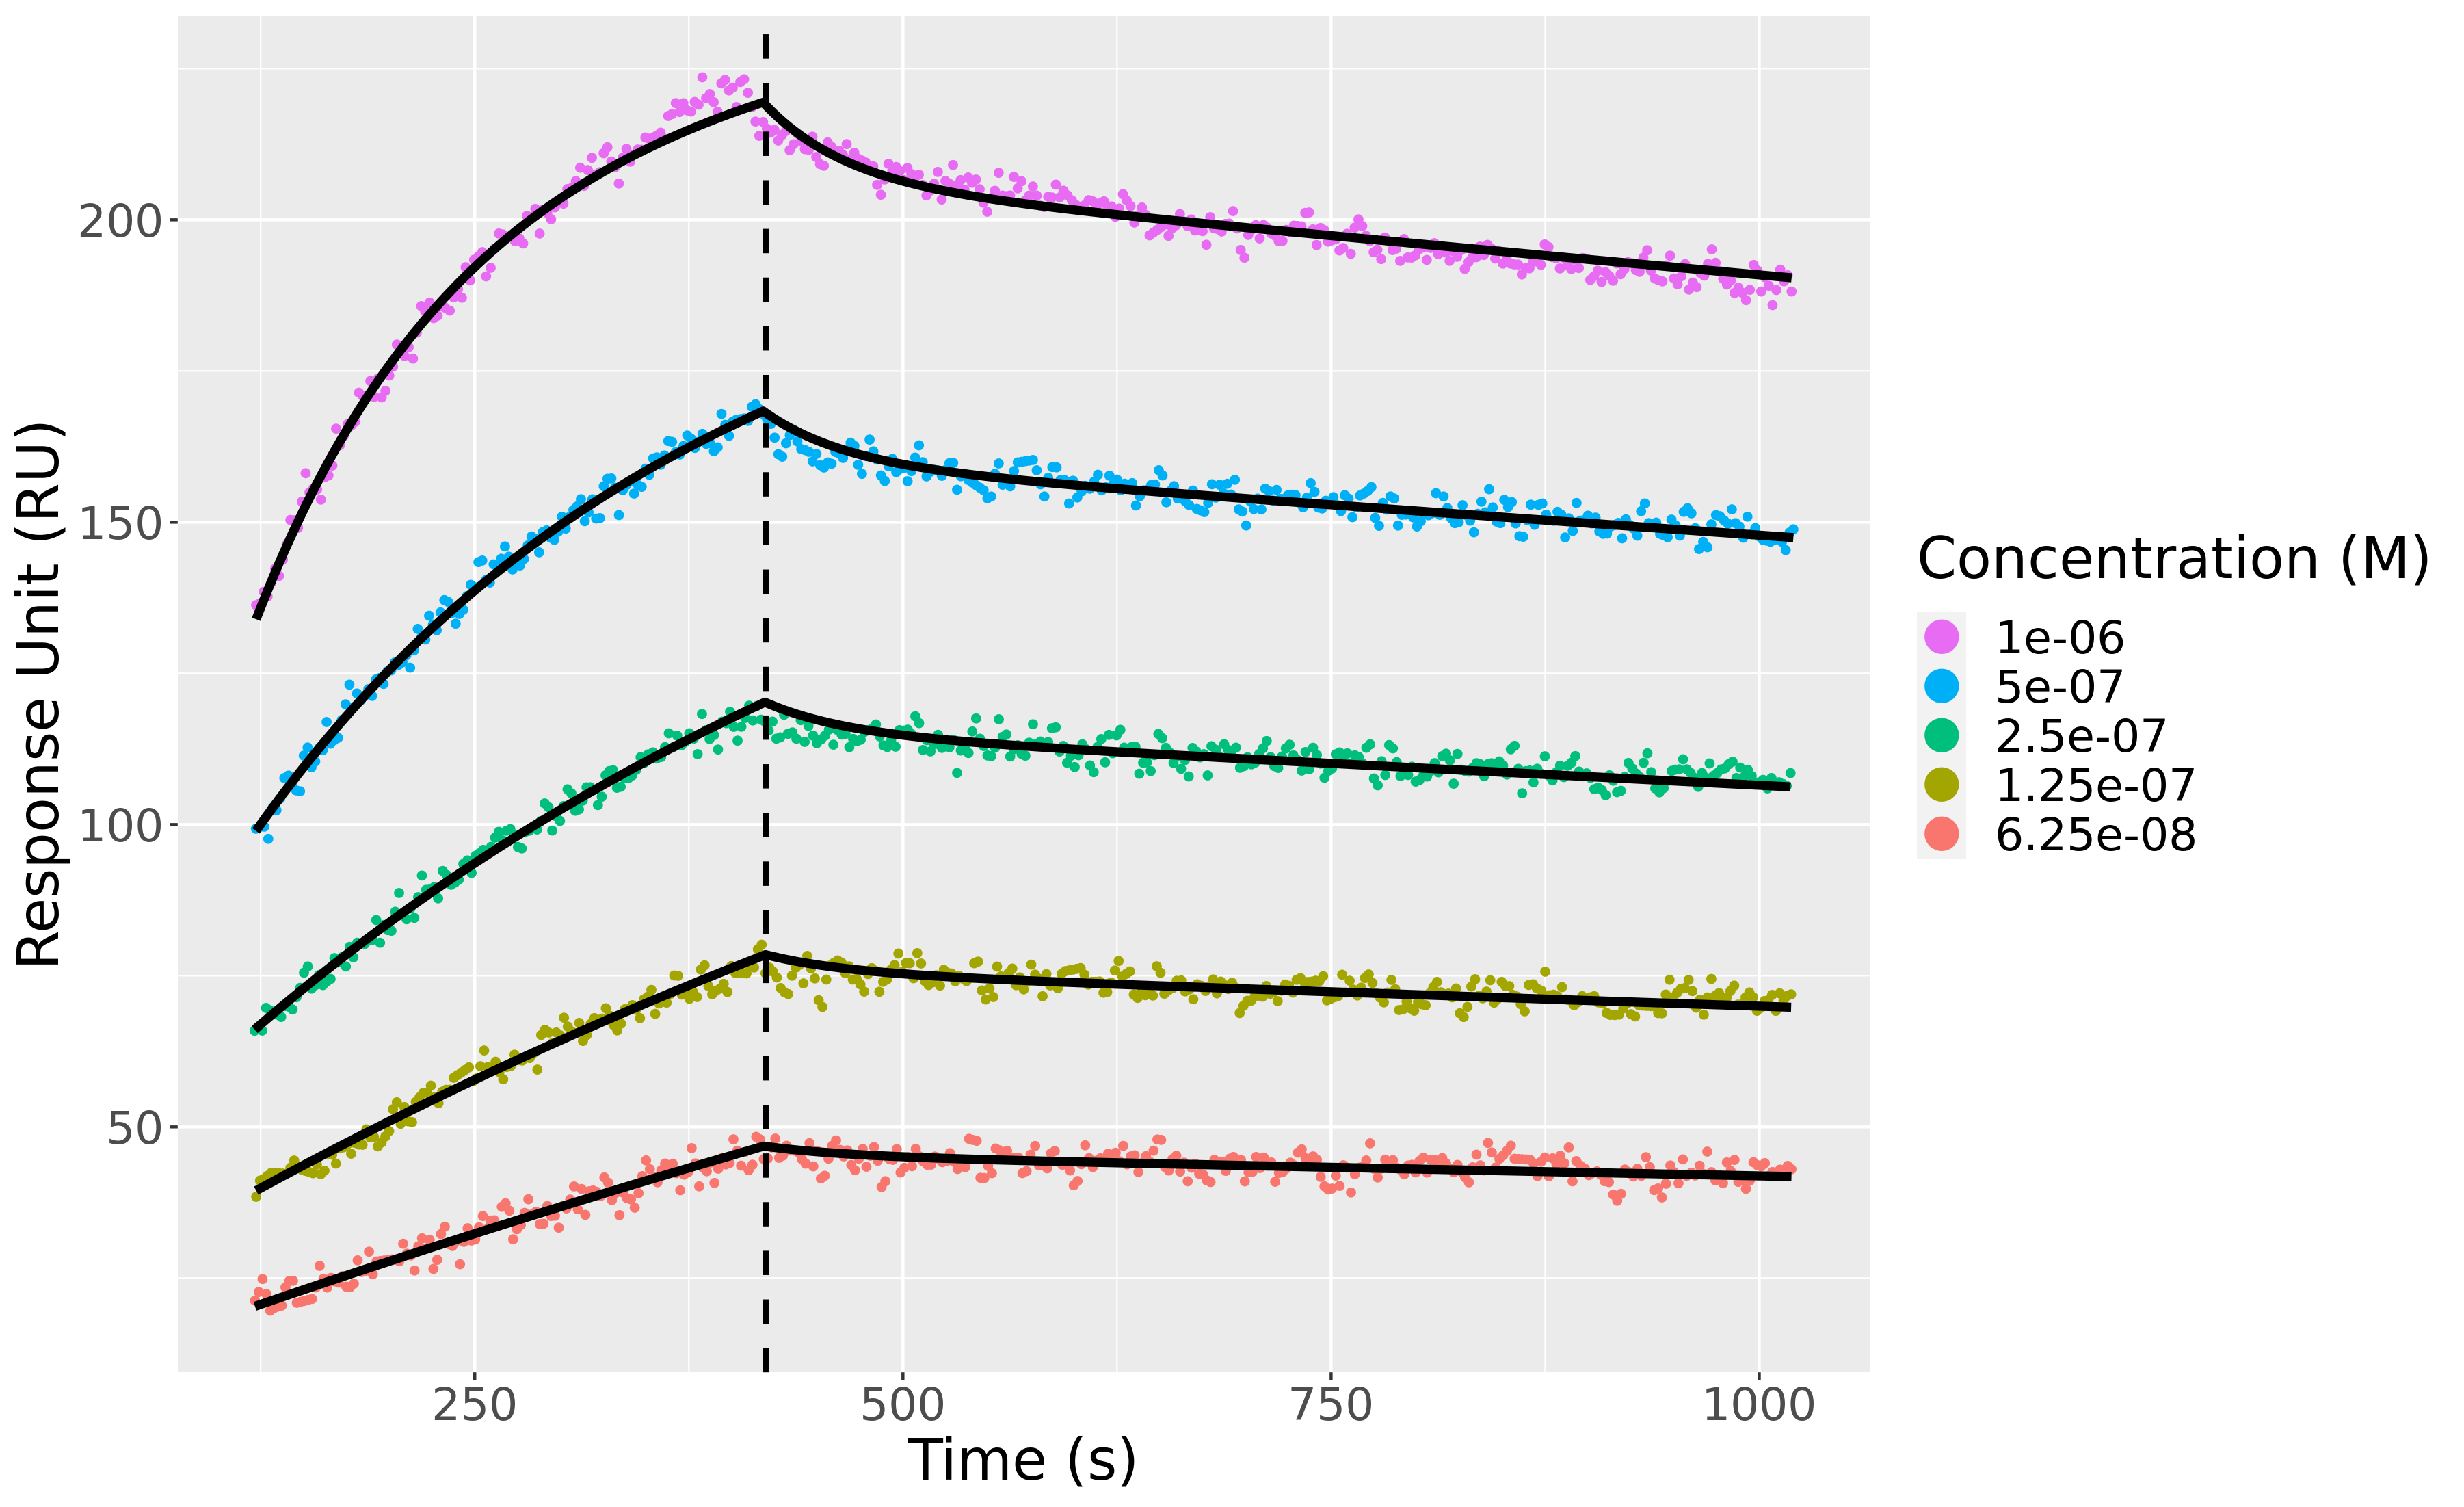 Response Unit (RU)
200
150
100
50
250
500
750
1000
Time (s)
Concentration (M)
1e-06
5e-07
2.5e-07
1.25e-07
6.25e-08